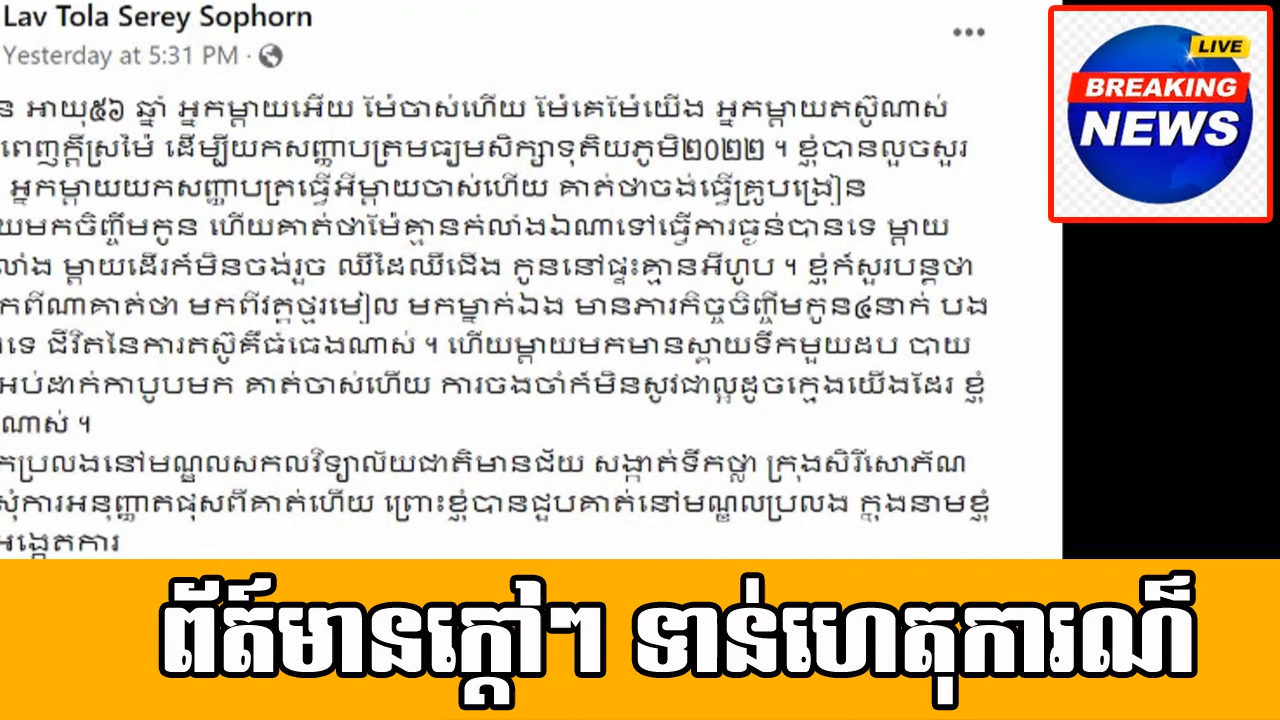 Lav Tola Serey Sophorn
Yesterday at 5:31 PM ·
LIVE
BREAKING
NEWS
ន អាយុ៥៦ ឆ្នាំ អ្នកម្ដាយអើយ ម៉ែចាស់ហើយ ម៉ែគេម៉ែយើង អ្នកម្ដាយតស៊ូណាស់
ពេញក្ដីស្រមៃ ដើម្បីយកសញ្ញាបត្រមធ្យមសិក្សាទុតិយភូមិ២០២២ ។ ខ្ញុំបានលួចសួរ
អ្នកម្ដាយយកសញ្ញាបត្រធ្វើអីម្ដាយចាស់ហើយ គាត់ថាចង់ធ្វើគ្រូបង្រៀន
យមកចិញ្ចឹមកូន ហើយគាត់ថាម៉ែគ្មានកំលាំងឯណាទៅធ្វើការធ្ងន់បានទេ ម្ដាយ
លាំង ម្ដាយដើរក៍មិនចង់រួច ឈឺដៃឈឺជើង កូននៅផ្ទះគ្មានអីហូប ។ ខ្ញុំក៍សួរបន្តថា
កពីណាគាត់ថា មកពីវត្តថ្មរមៀល មកម្នាក់ឯង មានភារកិច្ចចិញ្ចឹមកូន៤នាក់ បង
ទេ ជីវិតនៃការតស៊ូគឺធំធេងណាស់ ។ ហើយម្ដាយមកមានស្ពាយទឹកមួយដប បាយ
អប់ដាក់កាបូបមក គាត់ចាស់ហើយ ការចងចាំក៍មិនសូវជាល្អដូចក្មេងយើងដែរ ខ្ញុំ
ណាស់ ។
កប្រលងនៅមណ្ឌលសកលវិទ្យាល័យជាតិមានជ័យ សង្កាត់ទឹកថ្លា ក្រុងសិរីសោភ័ណ
សុំការអនុញ្ញាតផុសពីគាត់ហើយ ព្រោះខ្ញុំបានជួបគាត់នៅមណ្ឌលប្រលង ក្នុងនាមខ្ញុំ
អង្កេតការ
ព័ត៍មានក្ដៅៗ ទាន់ហេតុការណ៍